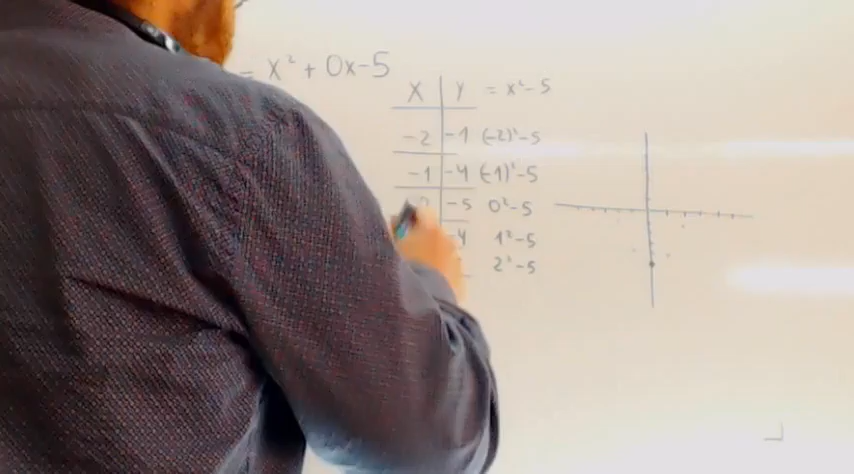 = x² + 0x-5
X Y = x²-5
-2 -1 (-2)²-5
-1 -4 (-1)²-5
-5 0²-5
-4 1²-5
2²-5